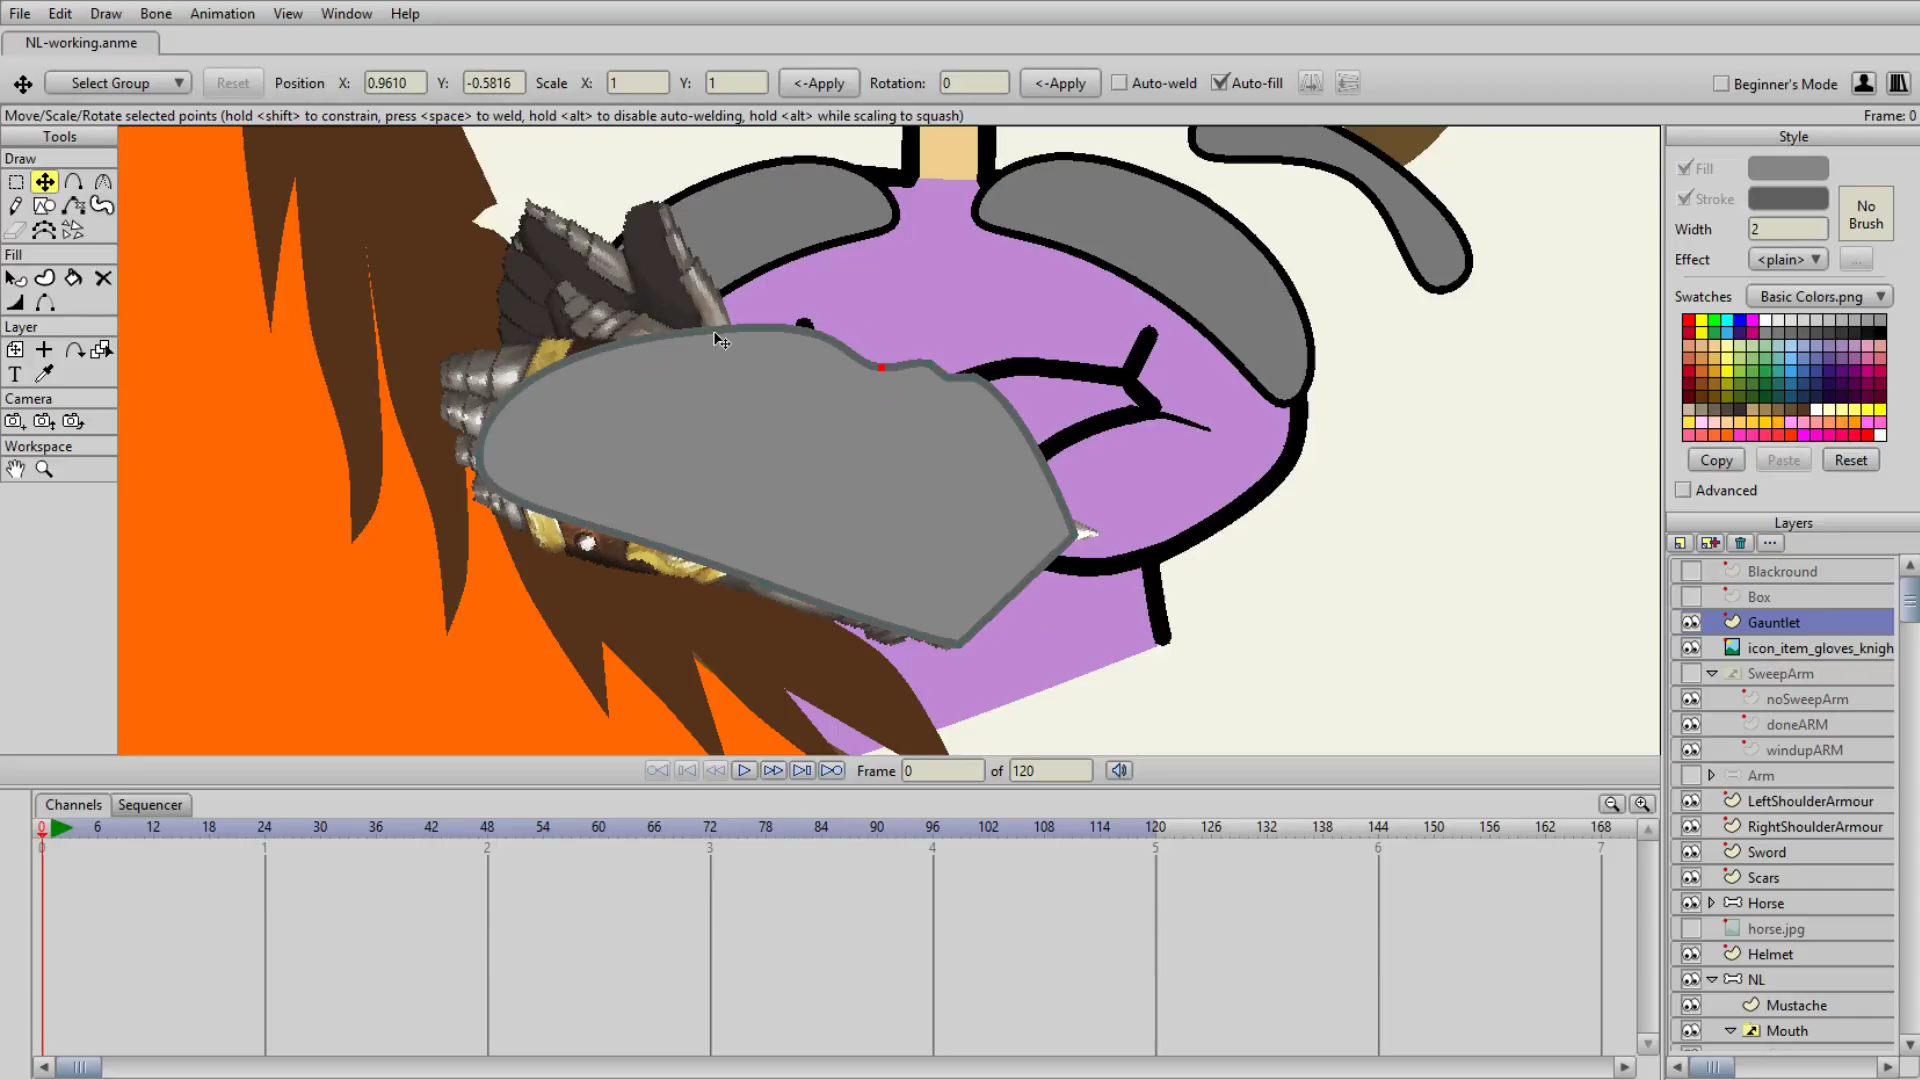 File Edit Draw Bone Animation View Window Help
NL-working.anme
Select Group Reset Position X: 0.9610 Y: -0.5816 Scale X: 1 Y: 1 <-Apply Rotation: 0 <-Apply Auto-weld Auto-fill Beginner's Mode
Move/Scale/Rotate selected points (hold <shift> to constrain, press <space> to weld, hold <alt> to disable auto-welding, hold <alt> while scaling to squash) Frame: 0
Tools
Draw
Fill
Layer
T
Camera
Workspace
Style
Fill
Stroke
No Brush
Width 2
Effect <plain> ...
Swatches Basic Colors.png
Copy Paste Reset
Advanced
Layers
...
Blackround
Box
Gauntlet
icon_item_gloves_knigh
SweepArm
noSweepArm
doneARM
windupARM
Arm
LeftShoulderArmour
RightShoulderArmour
Sword
Scars
Horse
horse.jpg
Helmet
NL
Mustache
Mouth
Frame 0 of 120
Channels Sequencer
0 6 12 18 24 30 36 42 48 54 60 66 72 78 84 90 96 102 108 114 120 126 132 138 144 150 156 162 168
0 1 2 3 4 5 6 7